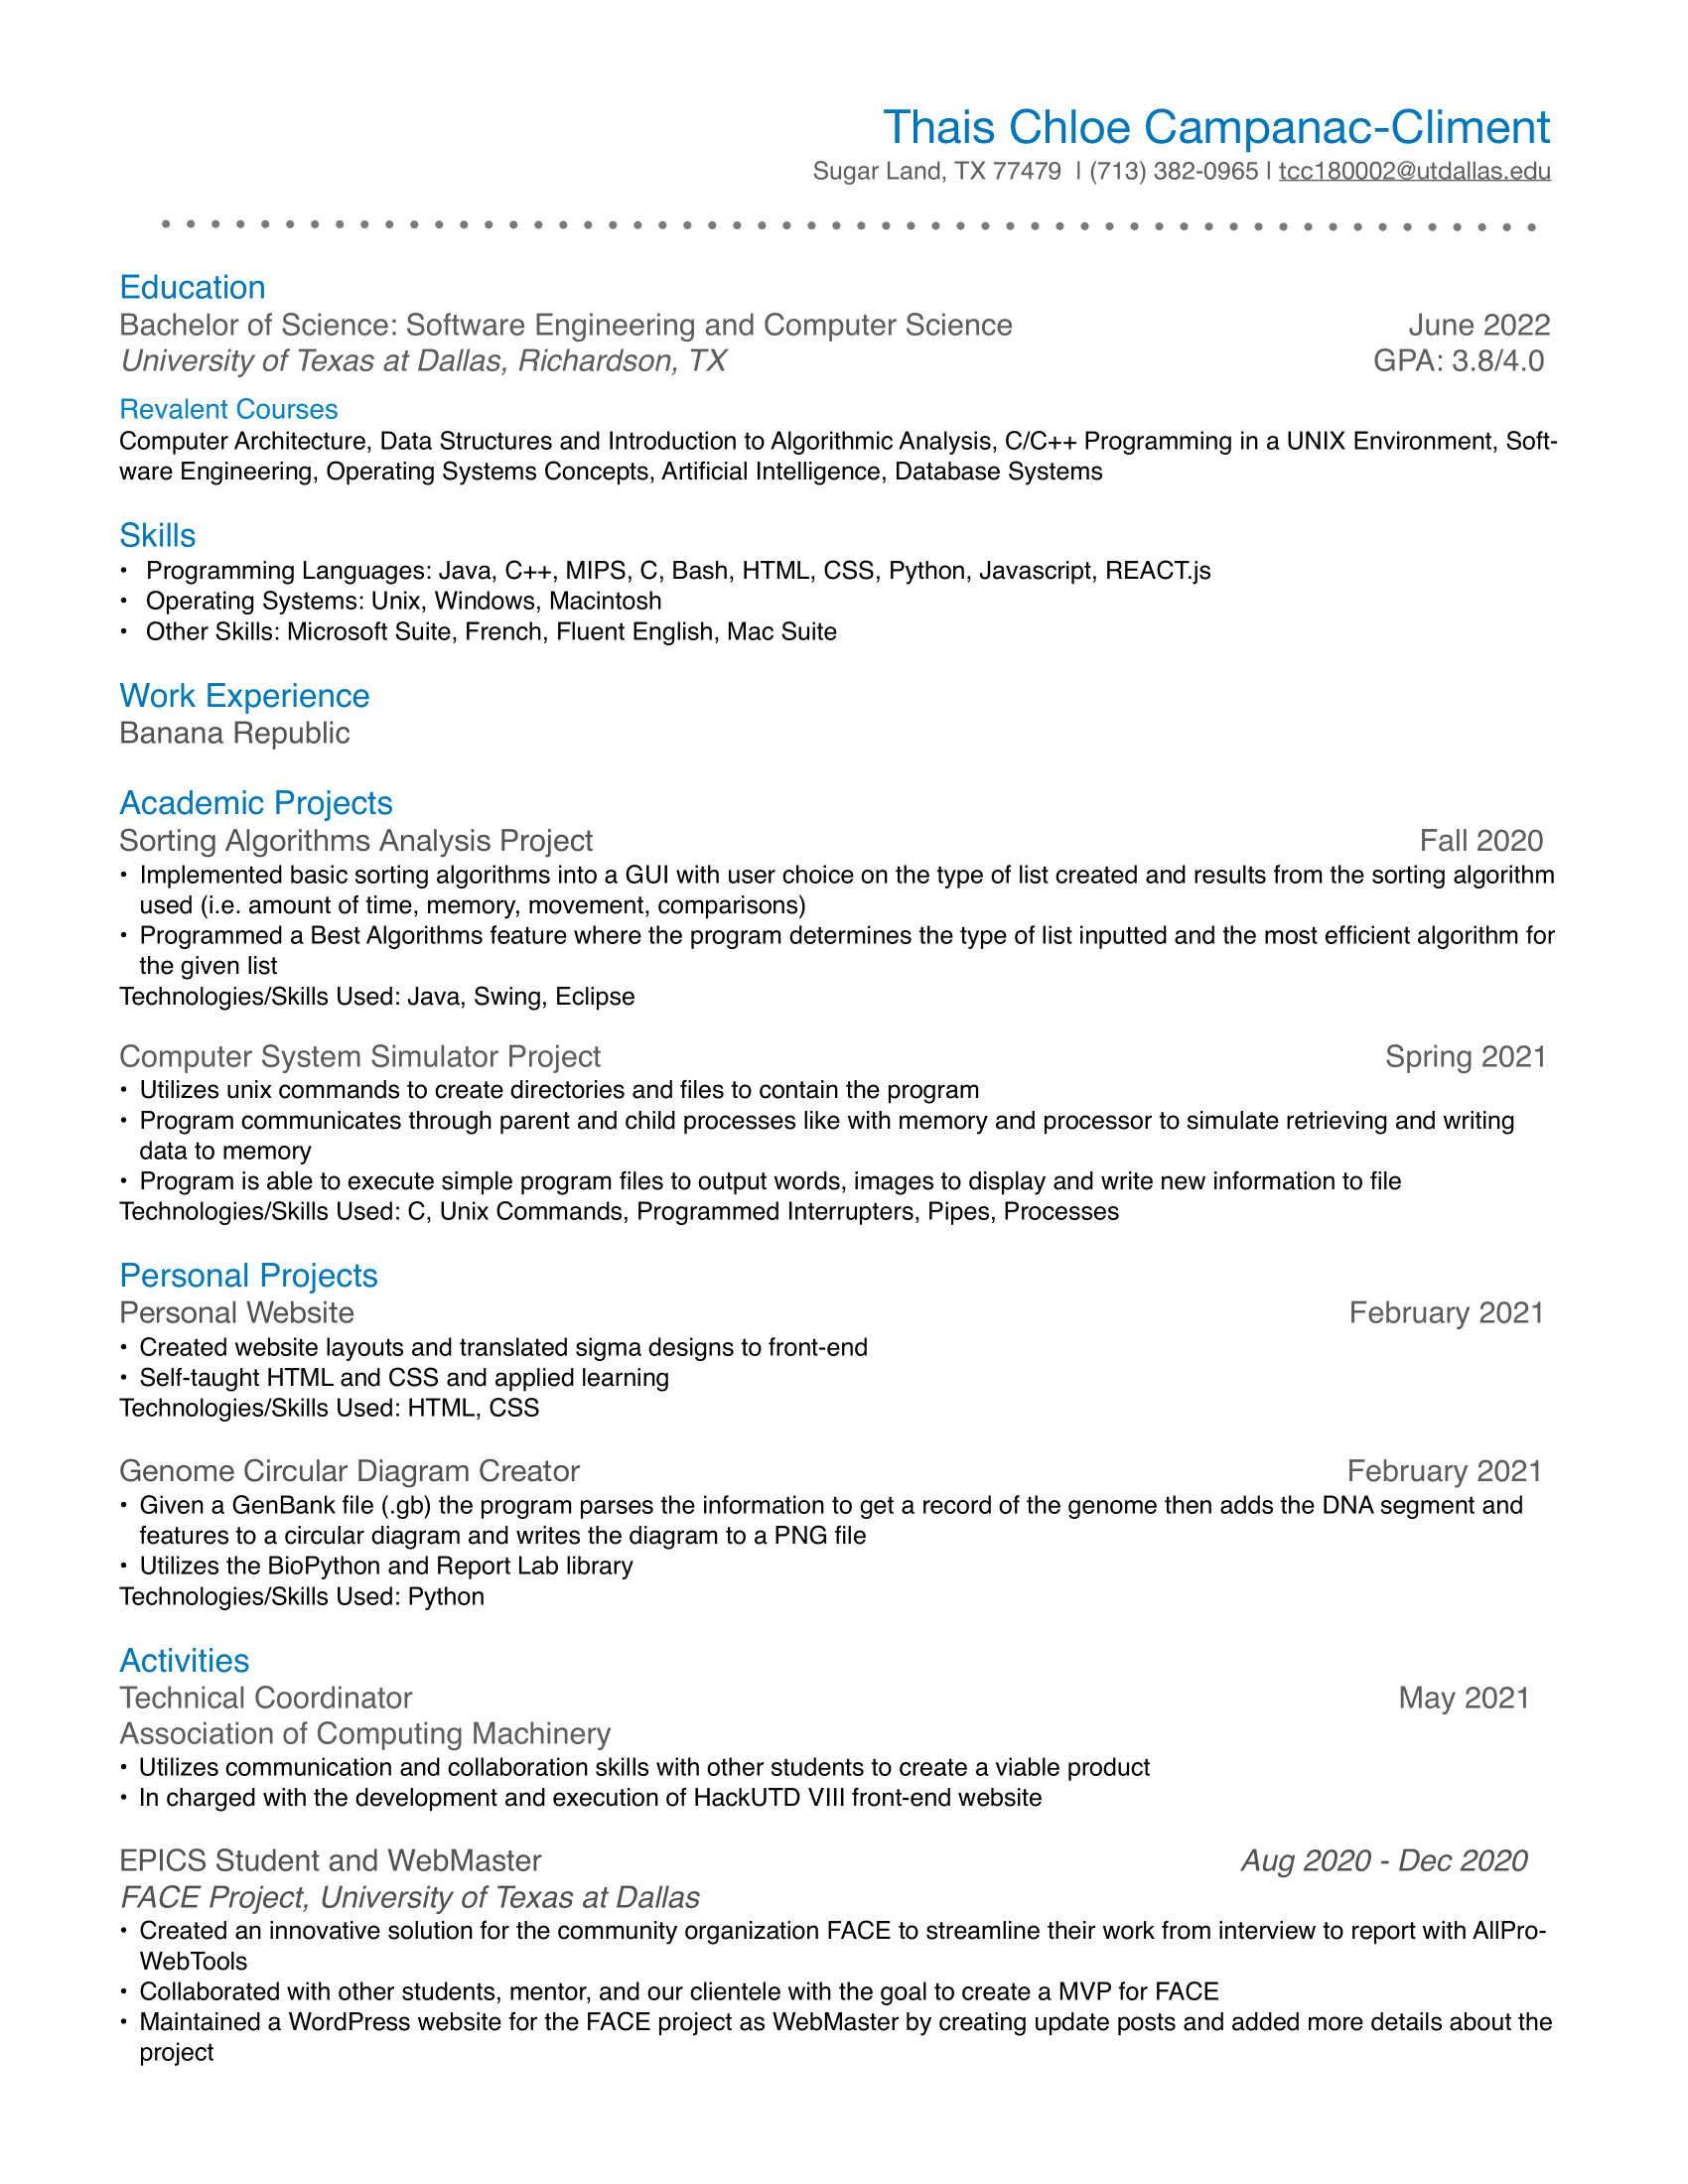 Thais Chloe Campanac-Climent
Sugar Land, TX 77479 | (713) 382-0965 | tcc180002@utdallas.edu
Education
Bachelor of Science: Software Engineering and Computer Science June 2022
University of Texas at Dallas, Richardson, TX GPA: 3.8/4.0
Revalent Courses
Computer Architecture, Data Structures and Introduction to Algorithmic Analysis, C/C++ Programming in a UNIX Environment, Soft-
ware Engineering, Operating Systems Concepts, Artificial Intelligence, Database Systems
Skills
• Programming Languages: Java, C++, MIPS, C, Bash, HTML, CSS, Python, Javascript, REACT.js
• Operating Systems: Unix, Windows, Macintosh
• Other Skills: Microsoft Suite, French, Fluent English, Mac Suite
Work Experience
Banana Republic
Academic Projects
Sorting Algorithms Analysis Project Fall 2020
• Implemented basic sorting algorithms into a GUI with user choice on the type of list created and results from the sorting algorithm
used (i.e. amount of time, memory, movement, comparisons)
• Programmed a Best Algorithms feature where the program determines the type of list inputted and the most efficient algorithm for
the given list
Technologies/Skills Used: Java, Swing, Eclipse
Computer System Simulator Project Spring 2021
• Utilizes unix commands to create directories and files to contain the program
• Program communicates through parent and child processes like with memory and processor to simulate retrieving and writing
data to memory
• Program is able to execute simple program files to output words, images to display and write new information to file
Technologies/Skills Used: C, Unix Commands, Programmed Interrupters, Pipes, Processes
Personal Projects
Personal Website February 2021
• Created website layouts and translated sigma designs to front-end
• Self-taught HTML and CSS and applied learning
Technologies/Skills Used: HTML, CSS
Genome Circular Diagram Creator February 2021
• Given a GenBank file (.gb) the program parses the information to get a record of the genome then adds the DNA segment and
features to a circular diagram and writes the diagram to a PNG file
• Utilizes the BioPython and Report Lab library
Technologies/Skills Used: Python
Activities
Technical Coordinator May 2021
Association of Computing Machinery
• Utilizes communication and collaboration skills with other students to create a viable product
• In charged with the development and execution of HackUTD VIII front-end website
EPICS Student and WebMaster Aug 2020 - Dec 2020
FACE Project, University of Texas at Dallas
• Created an innovative solution for the community organization FACE to streamline their work from interview to report with AllPro-
WebTools
• Collaborated with other students, mentor, and our clientele with the goal to create a MVP for FACE
• Maintained a WordPress website for the FACE project as WebMaster by creating update posts and added more details about the
project